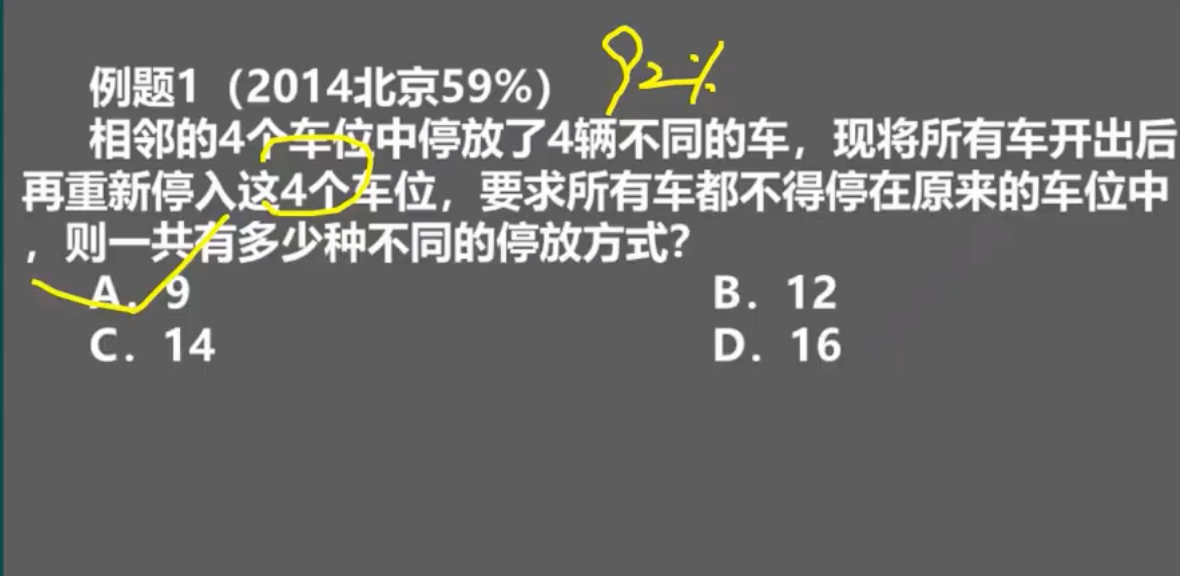 例题1（2014北京59%） 92%
相邻的4个车位中停放了4辆不同的车，现将所有车开出后
再重新停入这4个车位，要求所有车都不得停在原来的车位中
，则一共有多少种不同的停放方式？
A．9 B．12
C．14 D．16